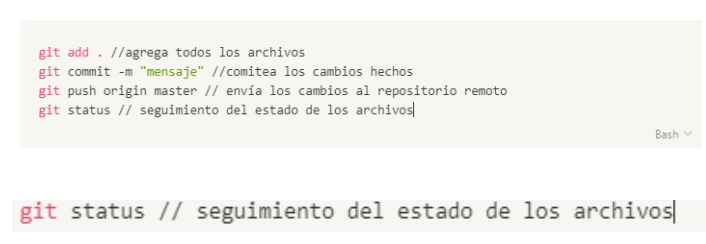 git add . //agrega todos los archivos
git commit -m "mensaje" //comitea los cambios hechos
git push origin master // envía los cambios al repositorio remoto
git status // seguimiento del estado de los archivos
Bash
git status // seguimiento del estado de los archivos